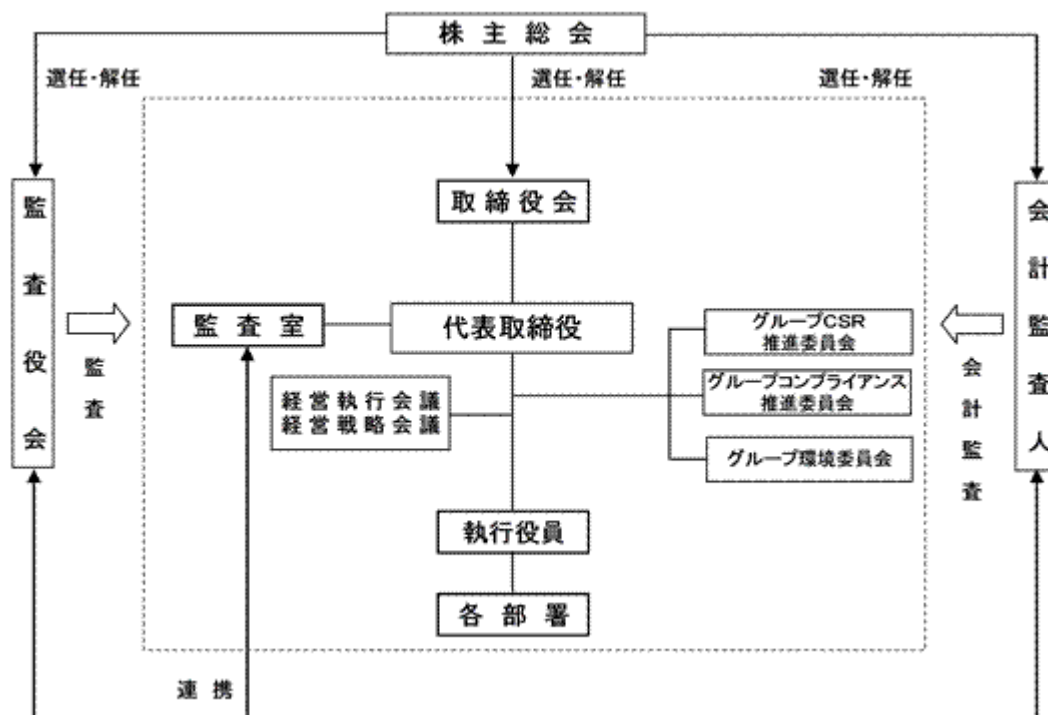 株主総会
選任・解任
選任・解任
選任・解任
取締役会
監査役会
会計監査人
監査室
代表取締役
グループCSR
推進委員会
監査
会計監査
経営執行会議
経営戦略会議
グループコンプライアンス
推進委員会
グループ環境委員会
執行役員
各部署
連携